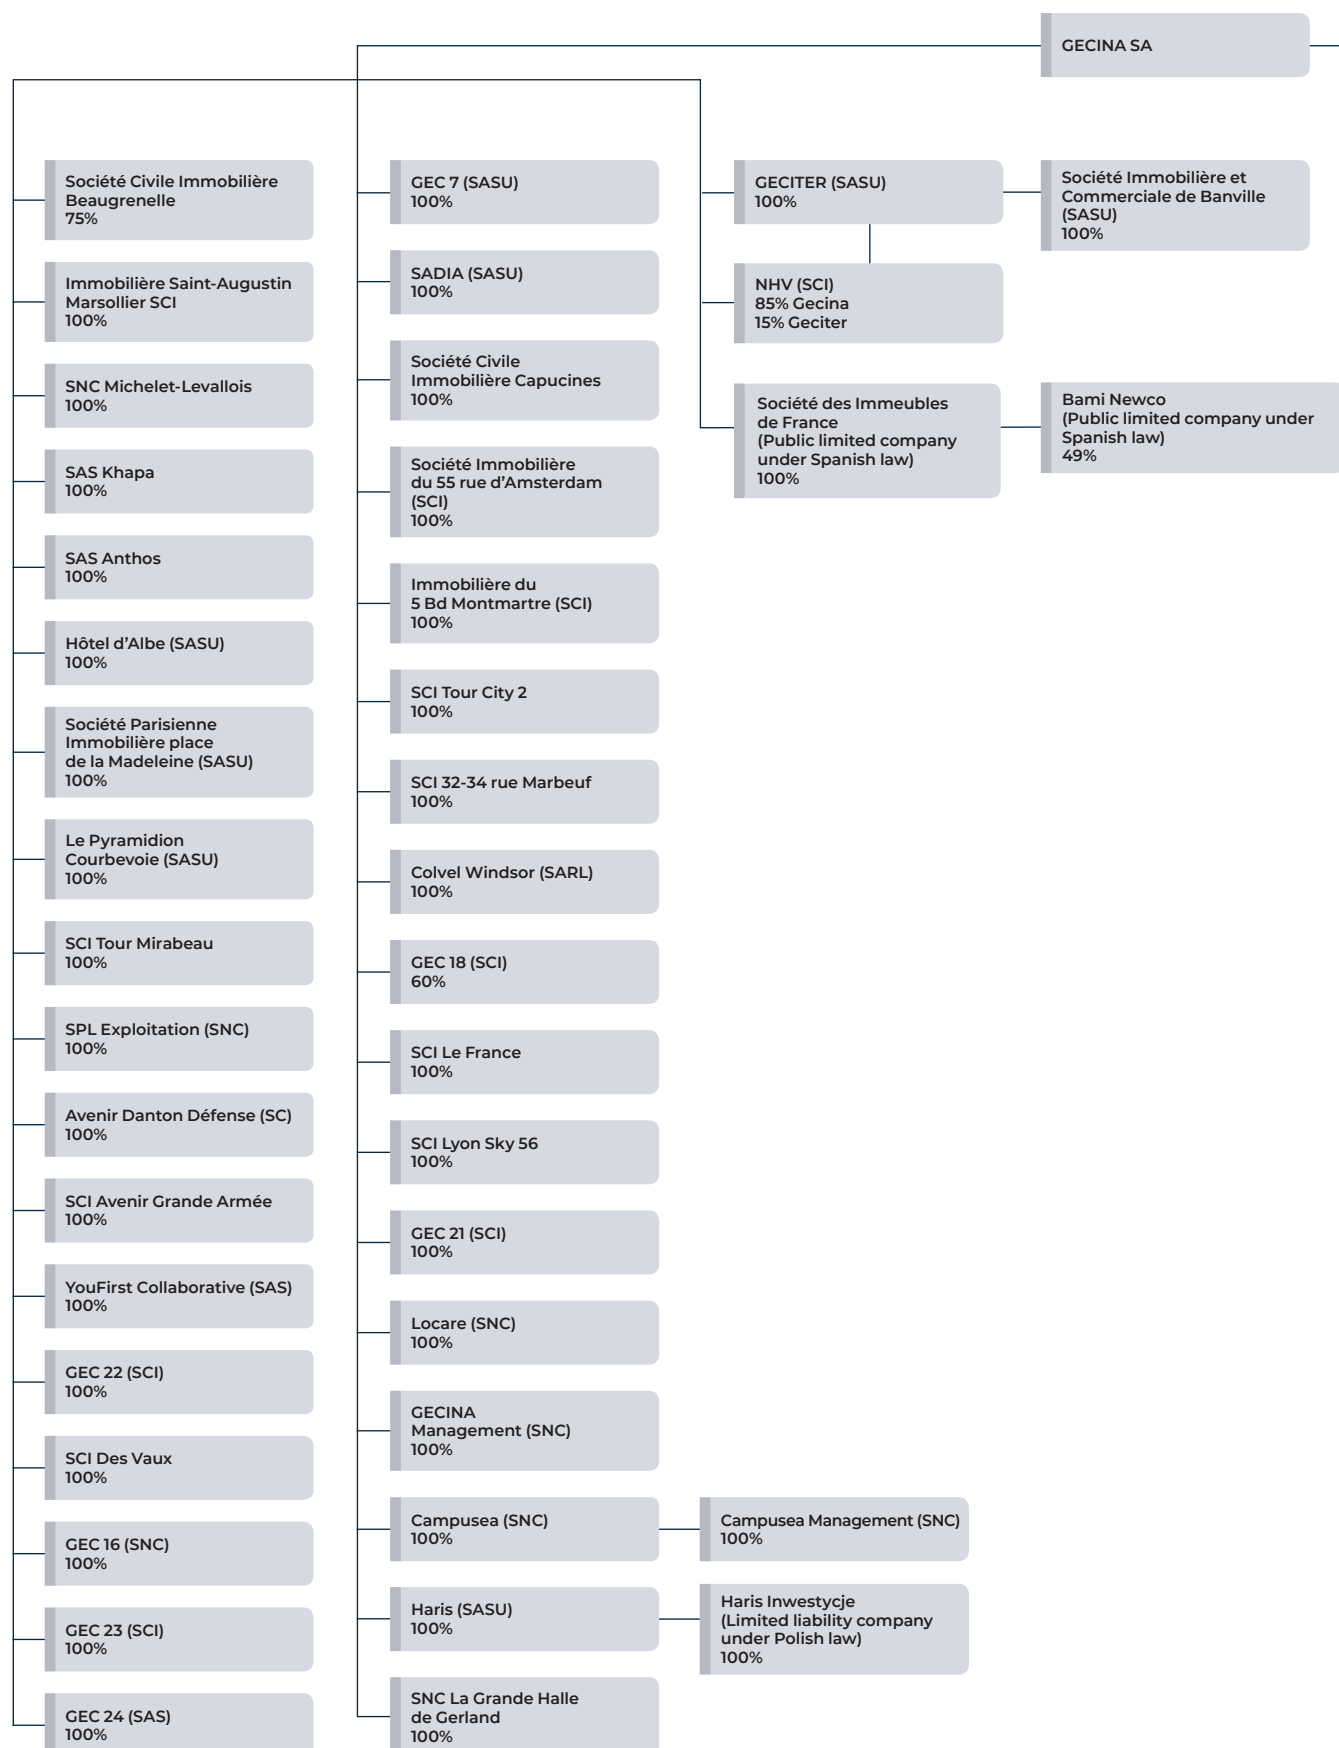 GECINA SA
Société Civile Immobilière
Beaugrenelle
75%
Immobilière Saint-Augustin
Marsollier SCI
100%
SNC Michelet-Levallois
100%
SAS Khapa
100%
SAS Anthos
100%
Hôtel d’Albe (SASU)
100%
Société Parisienne
Immobilière place
de la Madeleine (SASU)
100%
Le Pyramidion
Courbevoie (SASU)
100%
SCI Tour Mirabeau
100%
SPL Exploitation (SNC)
100%
Avenir Danton Défense (SC)
100%
SCI Avenir Grande Armée
100%
YouFirst Collaborative (SAS)
100%
GEC 22 (SCI)
100%
SCI Des Vaux
100%
GEC 16 (SNC)
100%
GEC 23 (SCI)
100%
GEC 24 (SAS)
100%
GEC 7 (SASU)
100%
SADIA (SASU)
100%
Société Civile
Immobilière Capucines
100%
Société Immobilière
du 55 rue d’Amsterdam
(SCI)
100%
Immobilière du
5 Bd Montmartre (SCI)
100%
SCI Tour City 2
100%
SCI 32-34 rue Marbeuf
100%
Colvel Windsor (SARL)
100%
GEC 18 (SCI)
60%
SCI Le France
100%
SCI Lyon Sky 56
100%
GEC 21 (SCI)
100%
Locare (SNC)
100%
GECINA
Management (SNC)
100%
Campusea (SNC)
100%
Haris (SASU)
100%
SNC La Grande Halle
de Gerland
100%
Campusea Management (SNC)
100%
Haris Inwestycje
(Limited liability company
under Polish law)
100%
GECITER (SASU)
100%
NHV (SCI)
85% Gecina
15% Geciter
Société des Immeubles
de France
(Public limited company
under Spanish law)
100%
Société Immobilière et
Commerciale de Banville
(SASU)
100%
Bami Newco
(Public limited company under
Spanish law)
49%